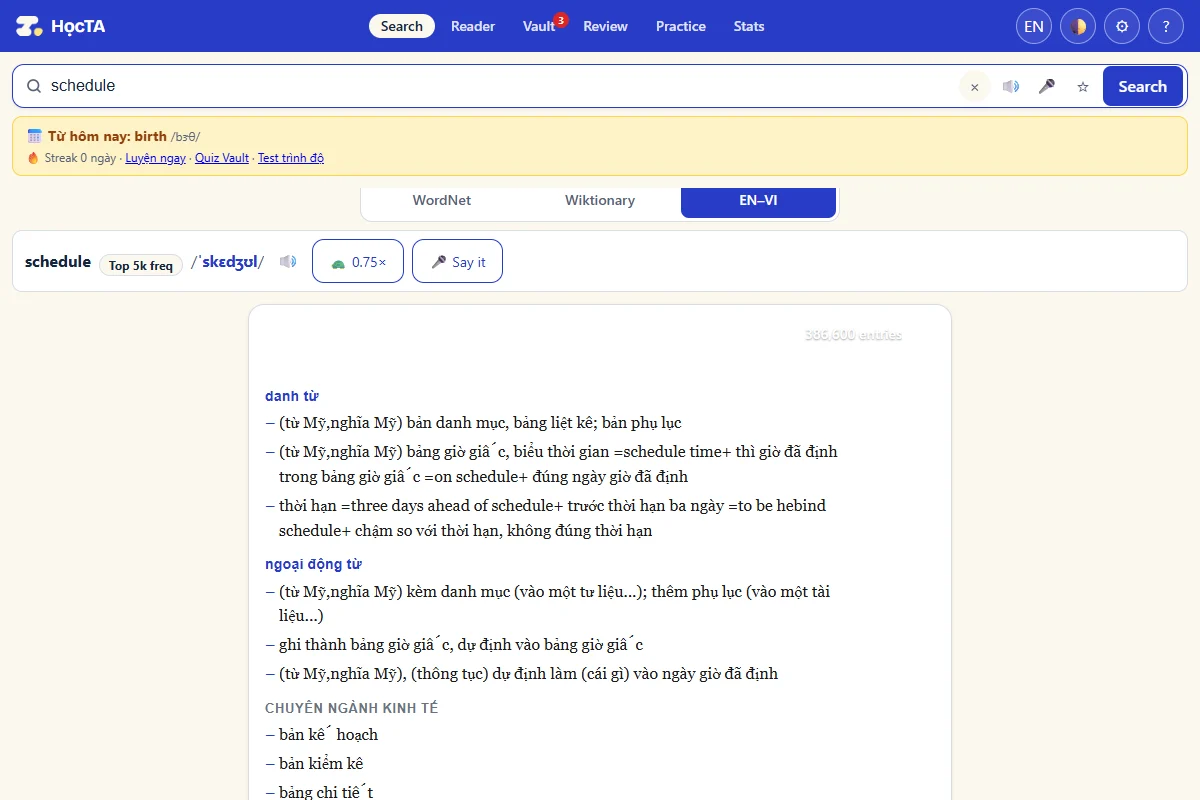 HọcTA
Search Reader Vault 3 Review Practice Stats EN ?
schedule × Search
Từ hôm nay: birth /bɝθ/
Streak 0 ngày · Luyện ngay · Quiz Vault · Test trình độ
WordNet Wiktionary EN–VI
schedule Top 5k freq /ˈskɛdʒʊl/ 0.75× Say it
386,600 entries
danh từ
– (từ Mỹ,nghĩa Mỹ) bản danh mục, bảng liệt kê; bản phụ lục
– (từ Mỹ,nghĩa Mỹ) bảng giờ giấc, biểu thời gian =schedule time+ thì giờ đã định
trong bảng giờ giấc =on schedule+ đúng ngày giờ đã định
– thời hạn =three days ahead of schedule+ trước thời hạn ba ngày =to be hebind
schedule+ chậm so với thời hạn, không đúng thời hạn
ngoại động từ
– (từ Mỹ,nghĩa Mỹ) kèm danh mục (vào một tư liệu...); thêm phụ lục (vào một tài
liệu...)
– ghi thành bảng giờ giấc, dự định vào bảng giờ giấc
– (từ Mỹ,nghĩa Mỹ), (thông tục) dự định làm (cái gì) vào ngày giờ đã định
CHUYÊN NGÀNH KINH TẾ
– bản kế hoạch
– bản kiểm kê
– bảng chi tiết